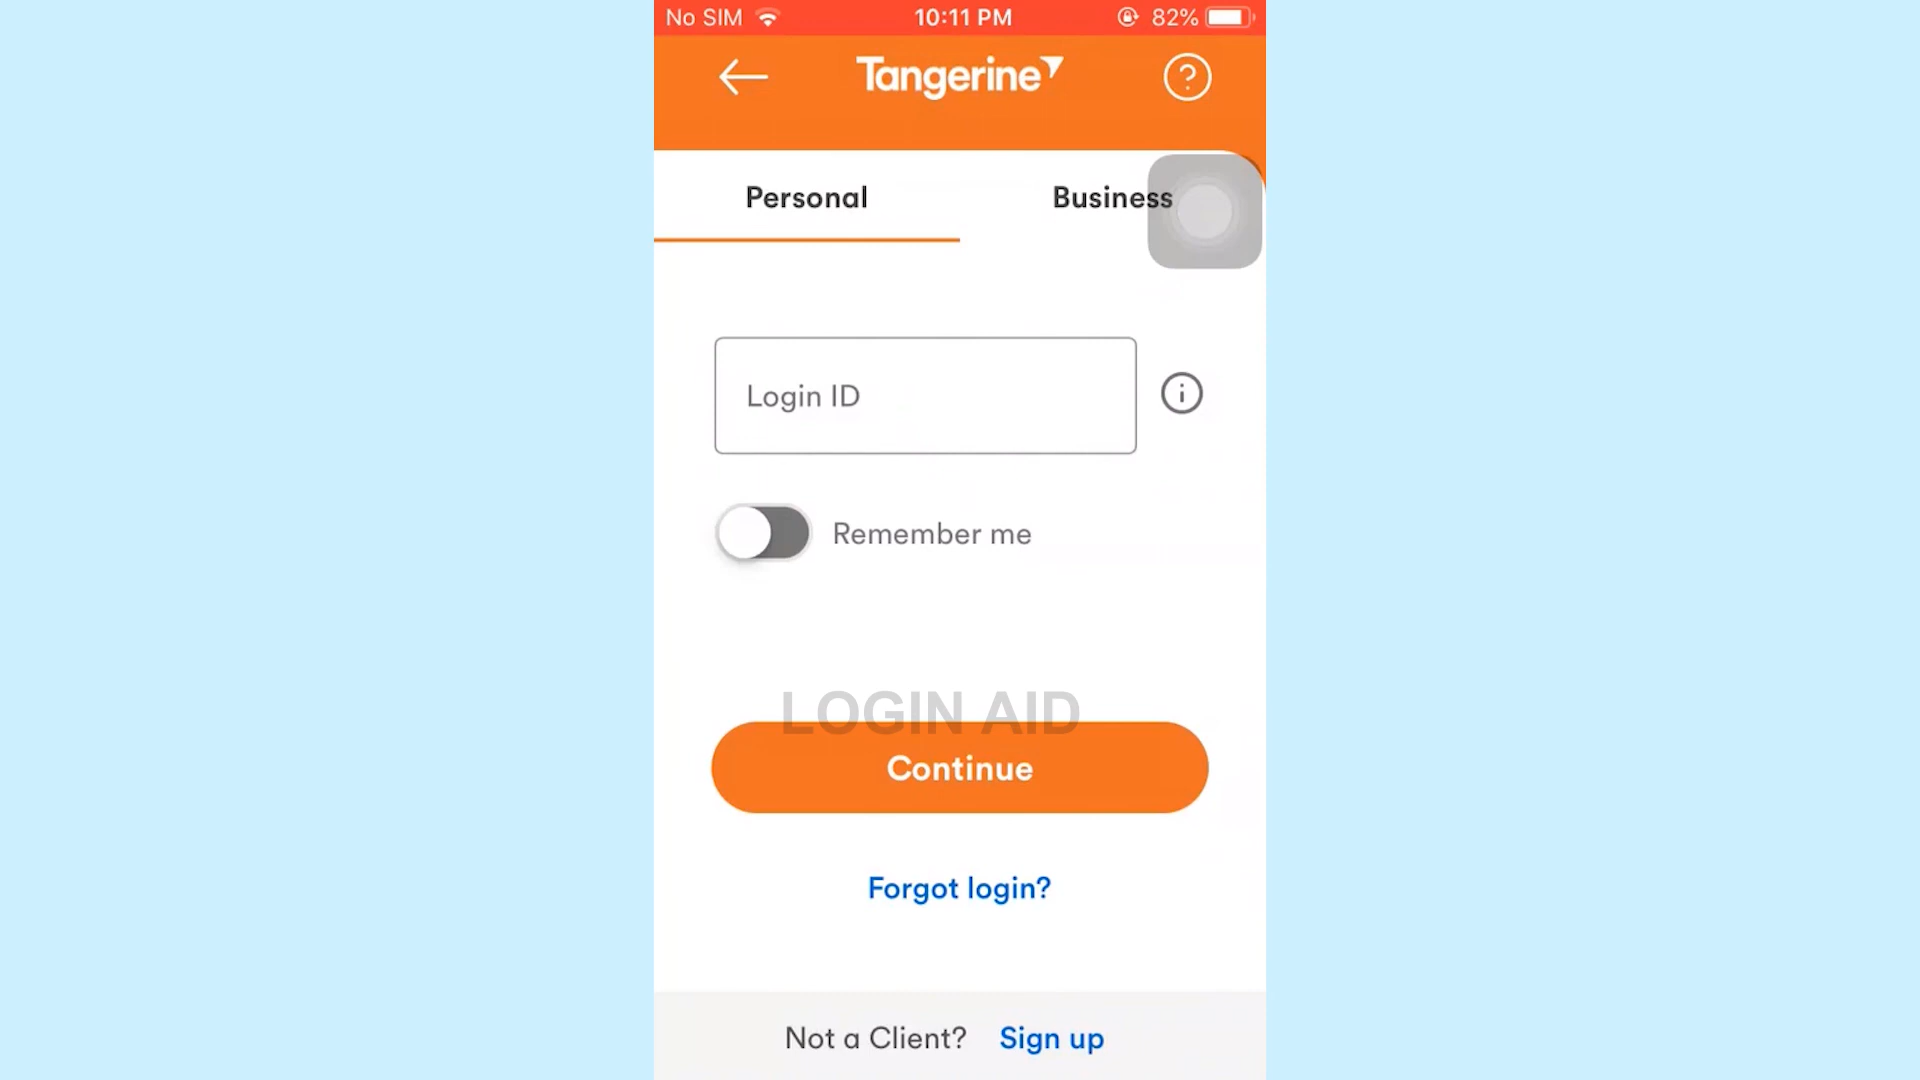 No SIM 10:11 PM 82%
Tangerine
Personal Business
Login ID
Remember me
LOGIN AID
Continue
Forgot login?
Not a Client? Sign up